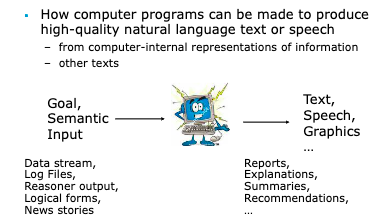 ▪ How computer programs can be made to produce
high-quality natural language text or speech
– from computer-internal representations of information
– other texts
Goal,
Semantic
Input
Text,
Speech,
Graphics
...
Data stream,
Log Files,
Reasoner output,
Logical forms,
News stories
Reports,
Explanations,
Summaries,
Recommendations,
...